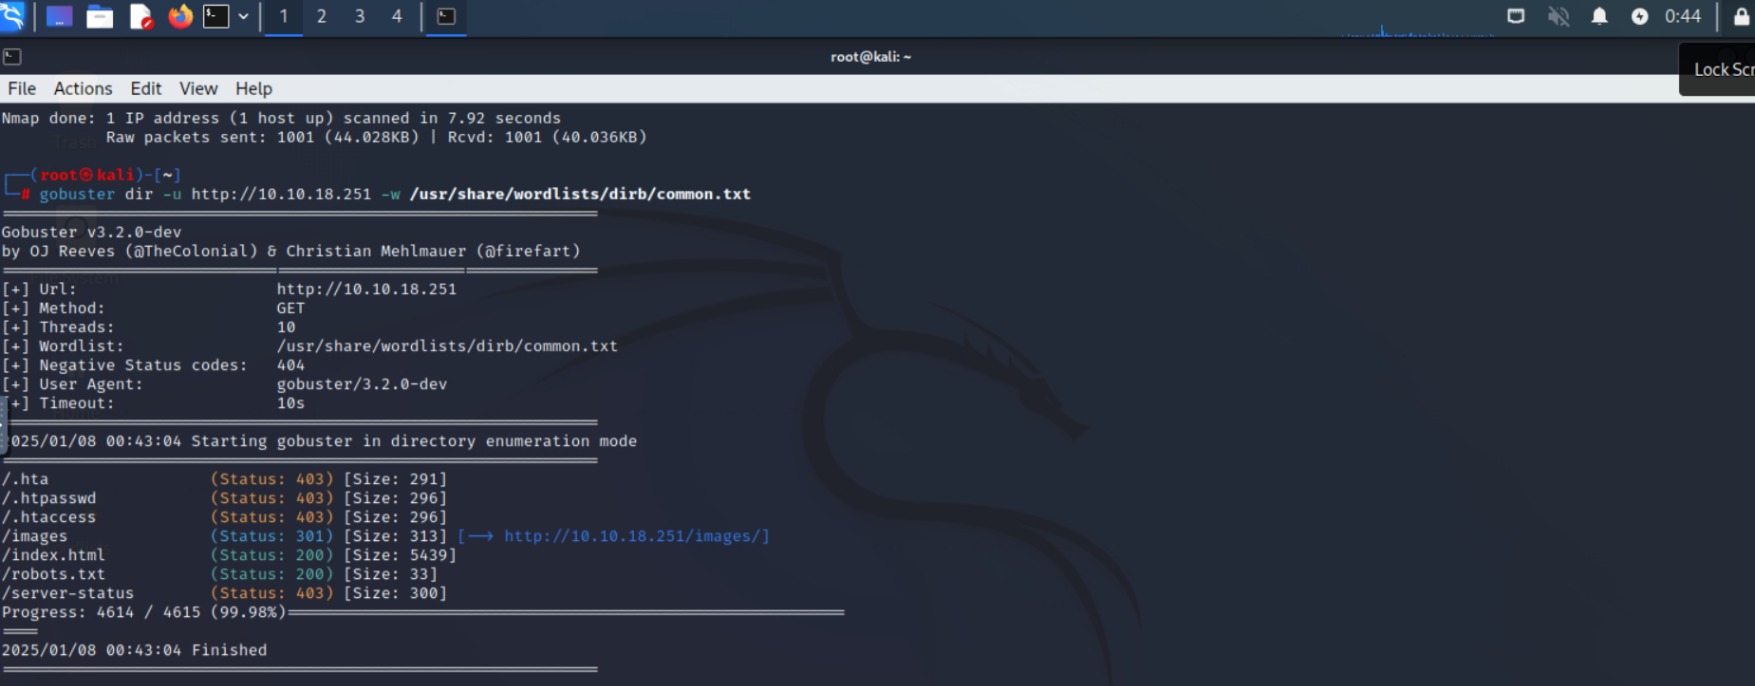 1 2 3 4 0:44
root@kali: ~
Lock Scr
File Actions Edit View Help
Nmap done: 1 IP address (1 host up) scanned in 7.92 seconds
Raw packets sent: 1001 (44.028KB) | Rcvd: 1001 (40.036KB)
┌──(root㉿kali)-[~]
└─# gobuster dir -u http://10.10.18.251 -w /usr/share/wordlists/dirb/common.txt
Gobuster v3.2.0-dev
by OJ Reeves (@TheColonial) & Christian Mehlmauer (@firefart)
[+] Url: http://10.10.18.251
[+] Method: GET
[+] Threads: 10
[+] Wordlist: /usr/share/wordlists/dirb/common.txt
[+] Negative Status codes: 404
[+] User Agent: gobuster/3.2.0-dev
+] Timeout: 10s
025/01/08 00:43:04 Starting gobuster in directory enumeration mode
/.hta (Status: 403) [Size: 291]
/.htpasswd (Status: 403) [Size: 296]
/.htaccess (Status: 403) [Size: 296]
/images (Status: 301) [Size: 313] [--> http://10.10.18.251/images/]
/index.html (Status: 200) [Size: 5439]
/robots.txt (Status: 200) [Size: 33]
/server-status (Status: 403) [Size: 300]
Progress: 4614 / 4615 (99.98%)
2025/01/08 00:43:04 Finished